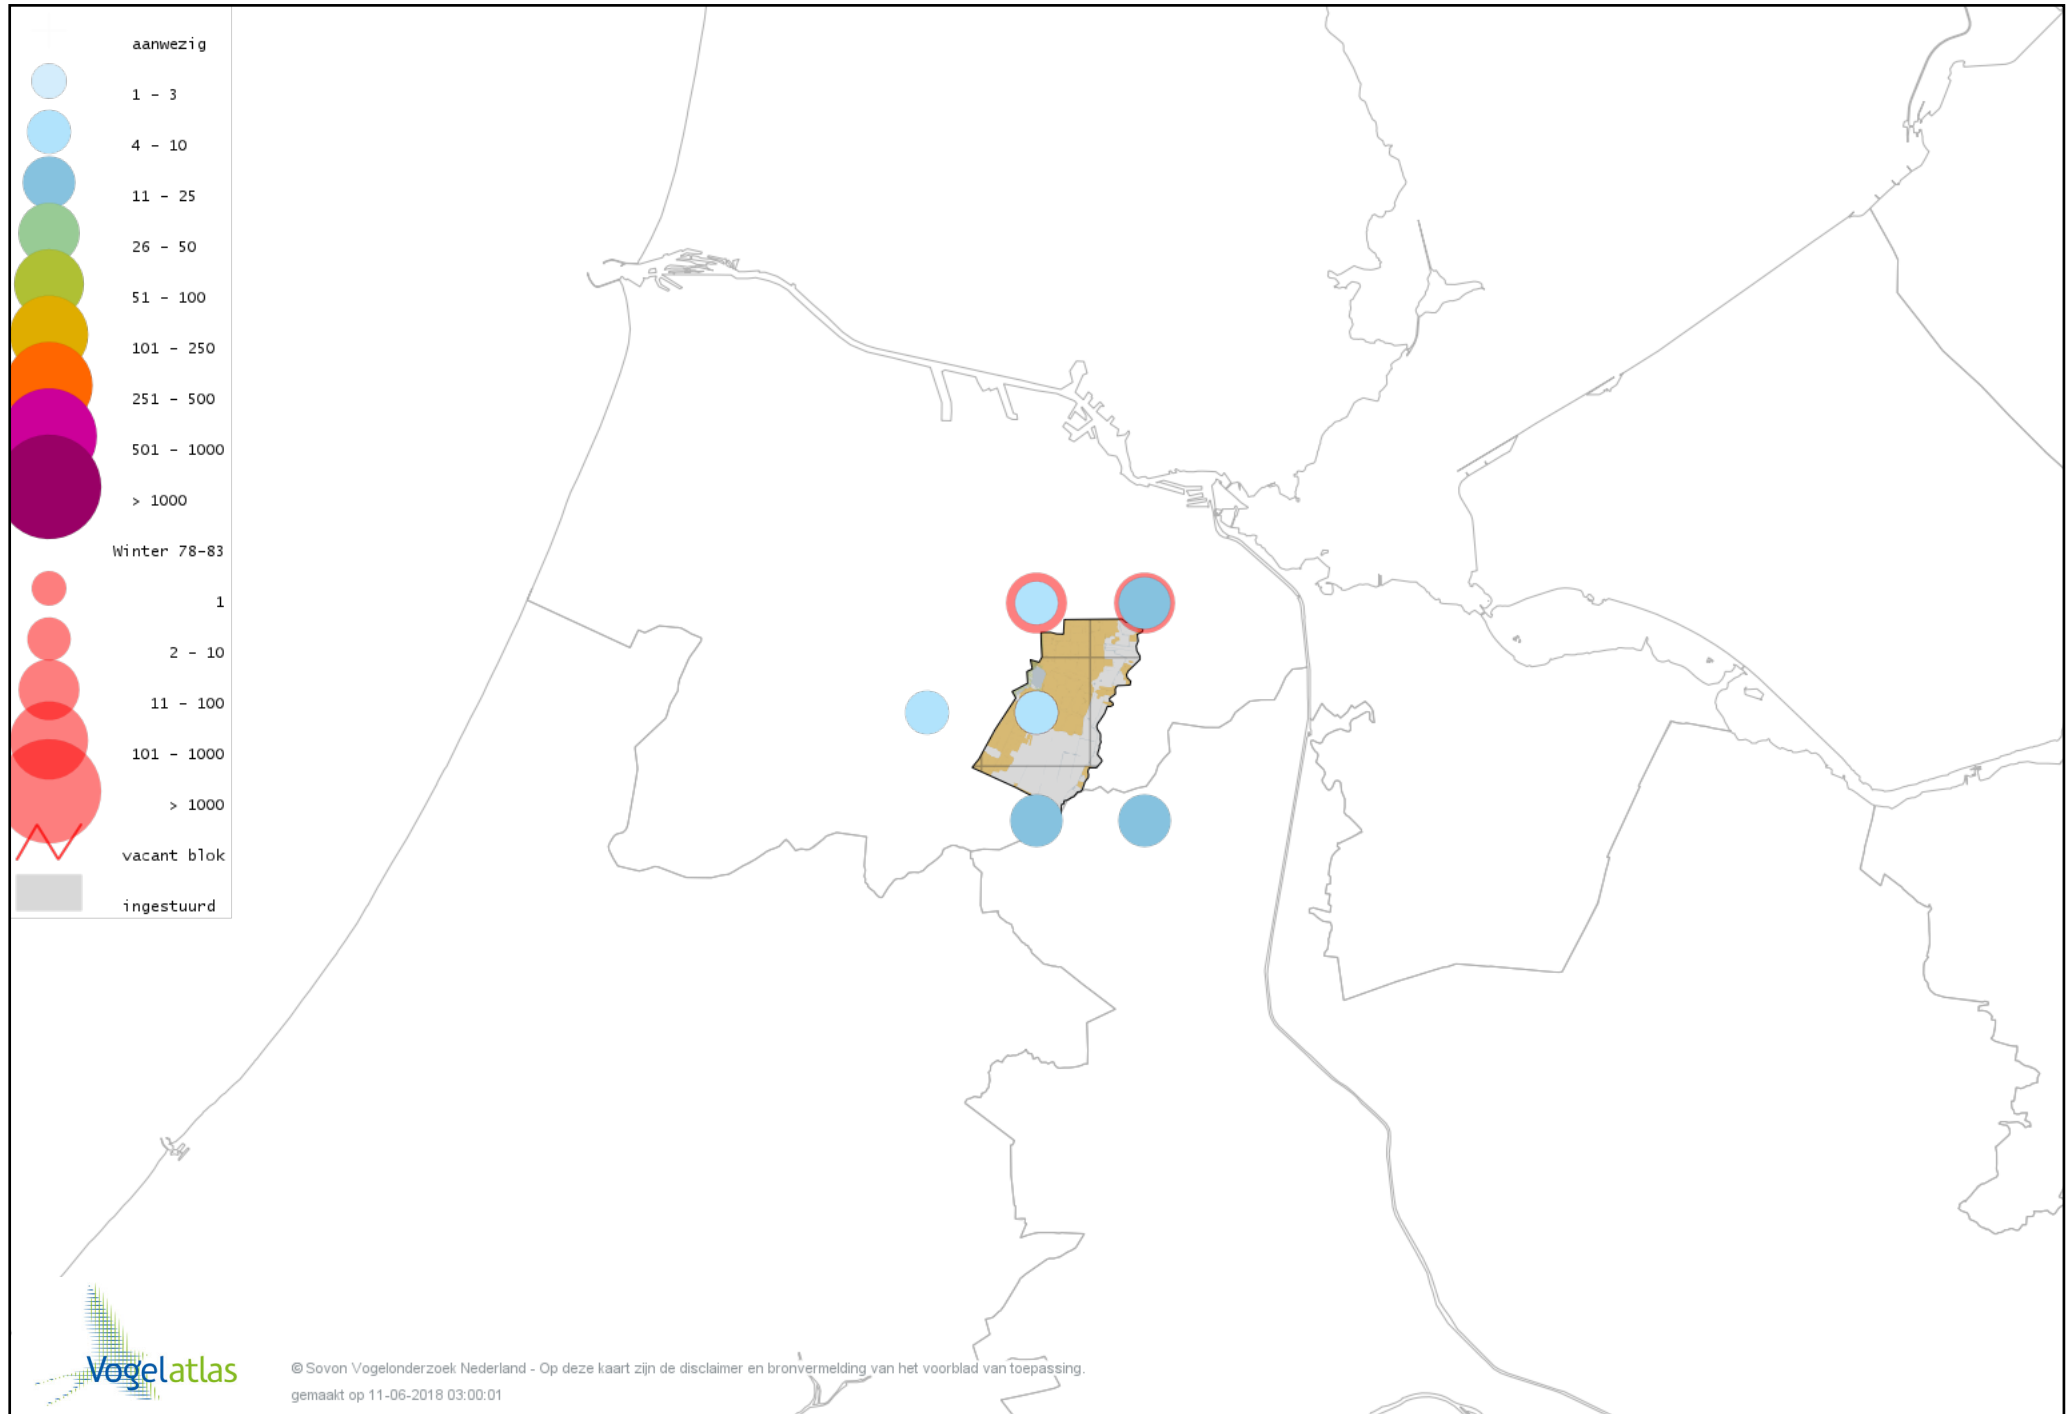 aanwezig
1 - 3
4 - 10
11 - 25
26 - 50
51 - 100
101 - 250
251 - 500
501 - 1000
> 1000
Winter 78-83
1
2 - 10
11 - 100
101 - 1000
> 1000
vacant blok
ingestuurd
Vogelatlas
© Sovon Vogelonderzoek Nederland - Op deze kaart zijn de disclaimer en bronvermelding van het voorblad van toepassing.
gemaakt op 11-06-2018 03:00:01